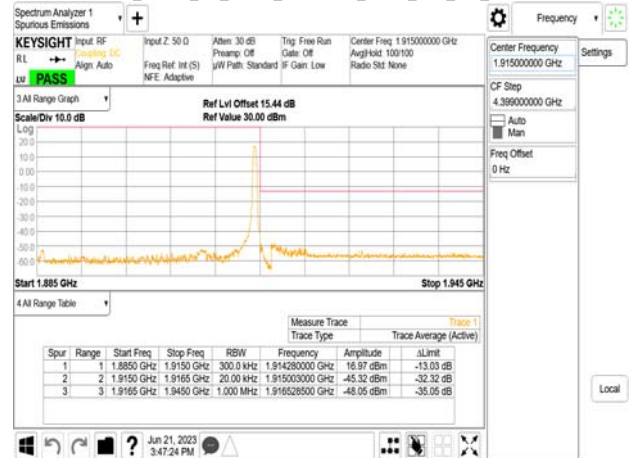 Spectrum Analyzer 1
Spurious Emissions
Frequency
KEYSIGHT Input: RF
Coupling: DC
Align: Auto
Input Z: 50 Ω
Freq Ref: Int (S)
NFE: Adaptive
Atten: 30 dB
Preamp: Off
µW Path: Standard
Trig: Free Run
Gate: Off
IF Gain: Low
Center Freq: 1.915000000 GHz
Avg|Hold: 100/100
Radio Std: None
RL
LU PASS
Center Frequency
1.915000000 GHz
Settings
CF Step
4.399000000 GHz
Auto
Man
Freq Offset
0 Hz
3 All Range Graph
Scale/Div 10.0 dB
Ref Lvl Offset 15.44 dB
Ref Value 30.00 dBm
Log
20.0
10.0
0.00
-10.0
-20.0
-30.0
-40.0
-50.0
-60.0
Start 1.885 GHz
Stop 1.945 GHz
4 All Range Table
Measure Trace Trace 1
Trace Type Trace Average (Active)
Spur Range Start Freq Stop Freq RBW Frequency Amplitude ΔLimit
1 1 1.8850 GHz 1.9150 GHz 300.0 kHz 1.914280000 GHz 16.97 dBm -13.03 dB
2 2 1.9150 GHz 1.9165 GHz 20.00 kHz 1.915003000 GHz -45.32 dBm -32.32 dB
3 3 1.9165 GHz 1.9450 GHz 1.000 MHz 1.916528500 GHz -48.05 dBm -35.05 dB
Local
Jun 21, 2023
3:47:24 PM